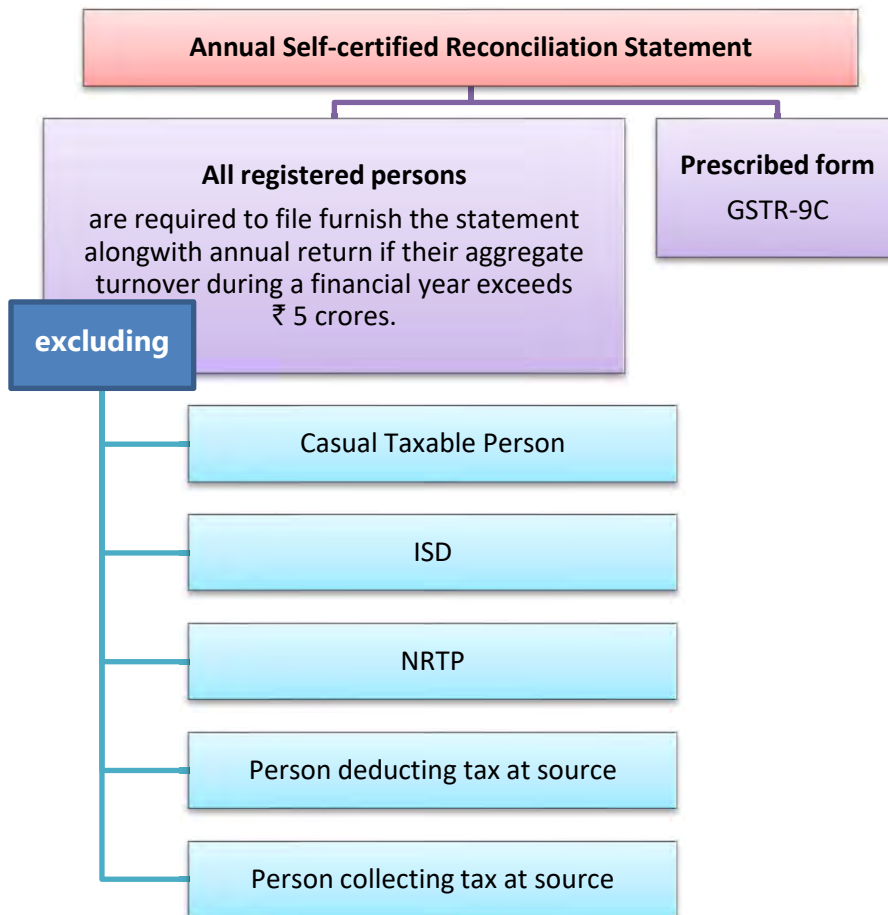 Annual Self-certified Reconciliation Statement
All registered persons
are required to file furnish the statement
alongwith annual return if their aggregate
turnover during a financial year exceeds
₹ 5 crores.
Prescribed form
GSTR-9C
excluding
Casual Taxable Person
ISD
NRTP
Person deducting tax at source
Person collecting tax at source